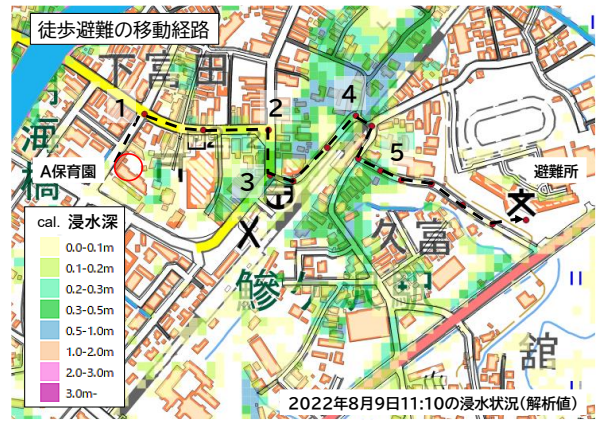 徒歩避難の移動経路
下富田
1
2
4
3
5
A保育園
避難所
海橋
久富
舘
cal. 浸水深
0.0-0.1m
0.1-0.2m
0.2-0.3m
0.3-0.5m
0.5-1.0m
1.0-2.0m
2.0-3.0m
3.0m-
2022年8月9日11:10の浸水状況(解析値)